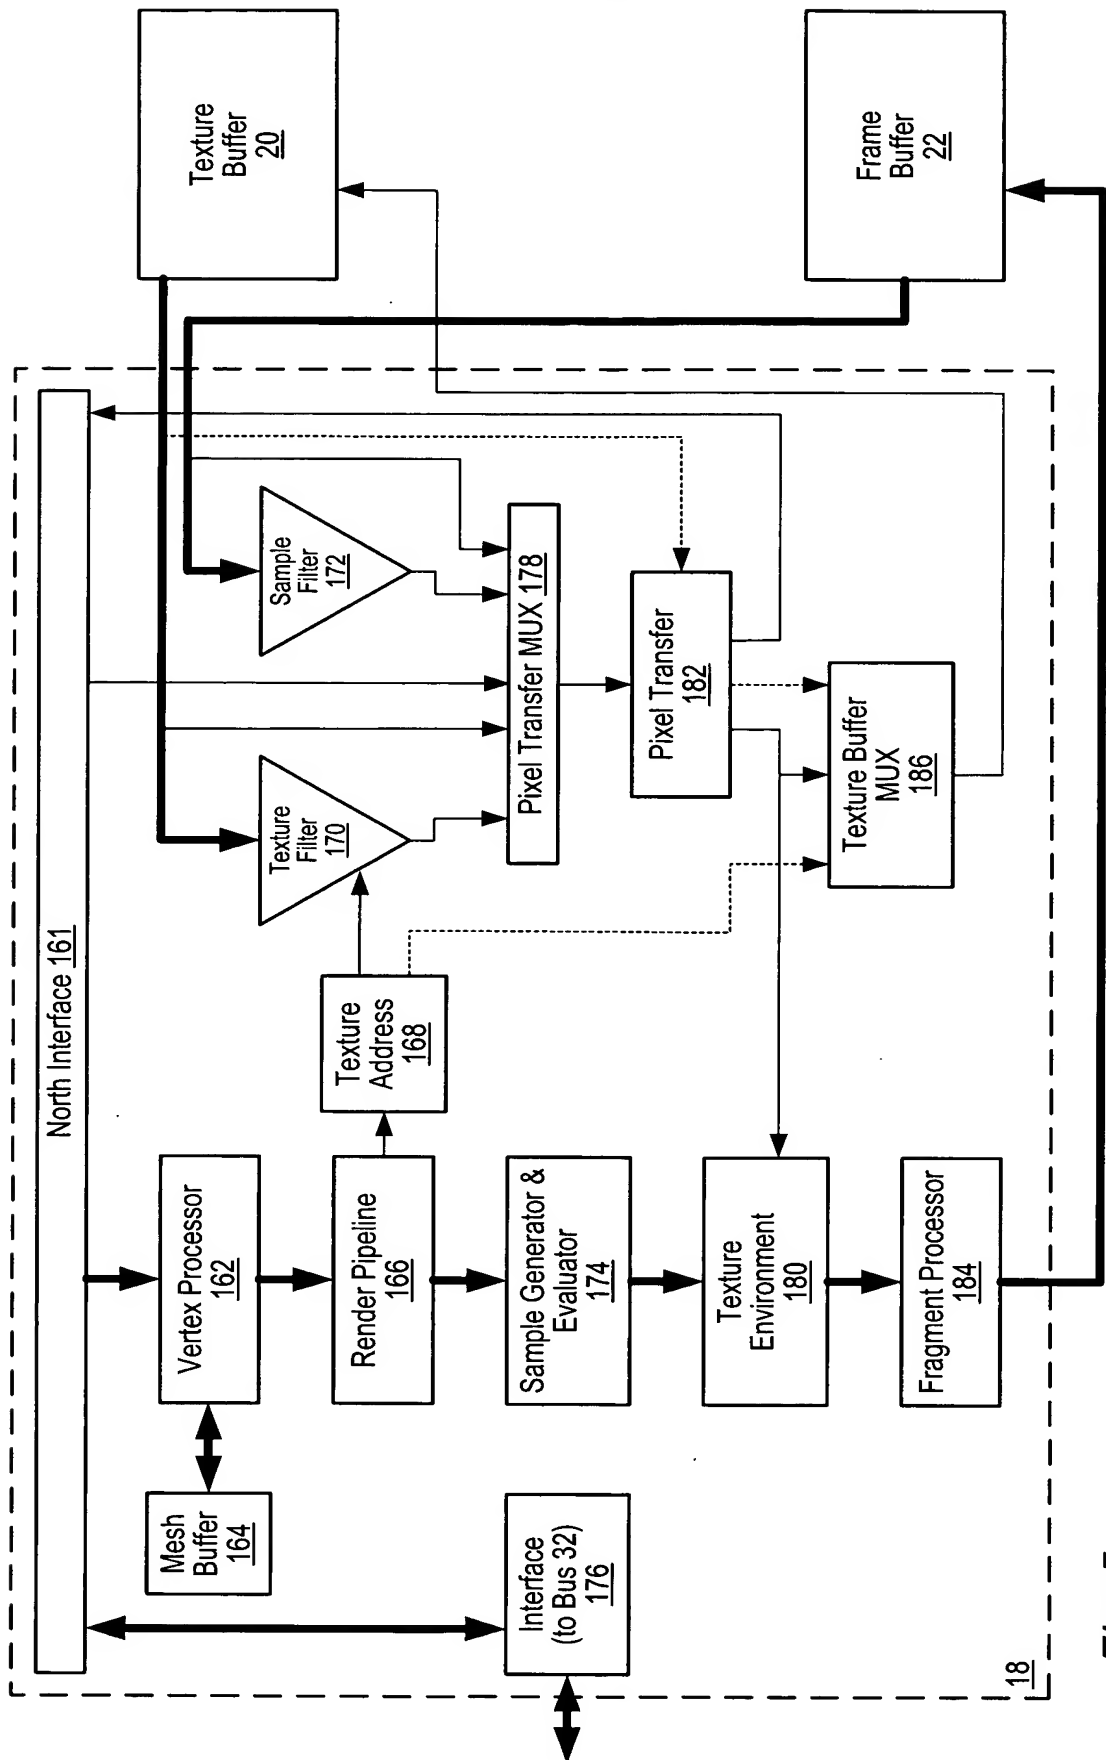 North Interface 161
Vertex Processor
162
Mesh
Buffer
164
Render Pipeline
166
Texture
Address
168
Texture
Filter
170
Sample
Filter
172
Sample Generator &
Evaluator
174
Interface
(to Bus 32)
176
Pixel Transfer MUX 178
Texture
Environment
180
Pixel Transfer
182
Fragment Processor
184
Texture Buffer
MUX
186
Texture
Buffer
20
Frame
Buffer
22
18